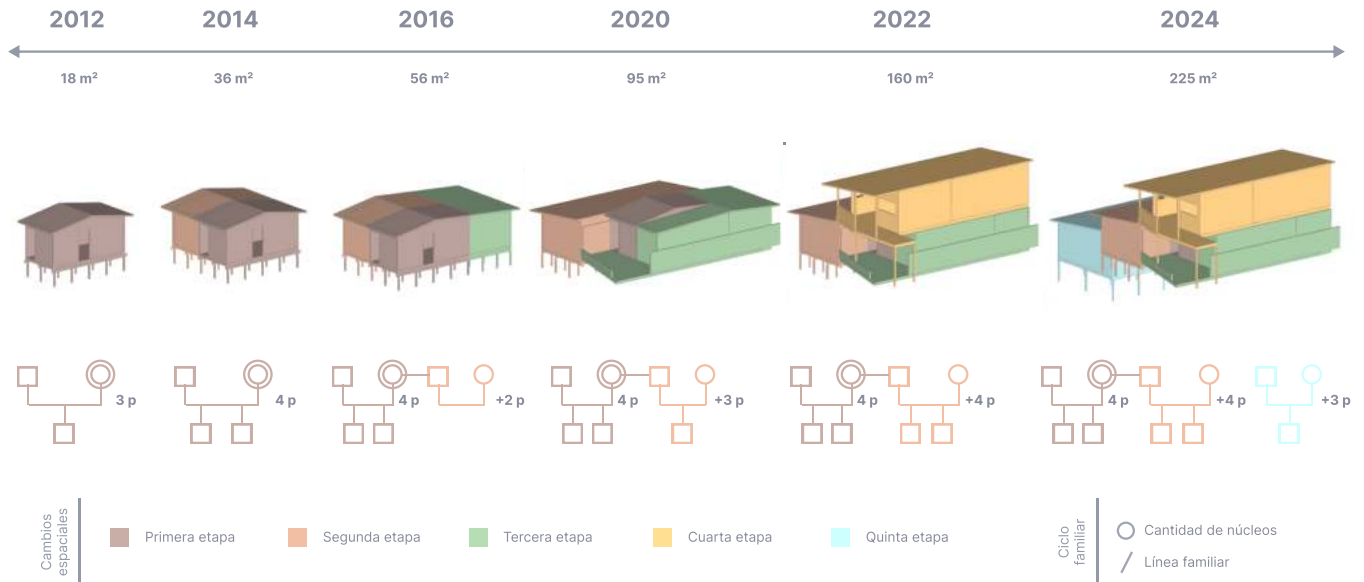 2012 2014 2016 2020 2022 2024
18 m² 36 m² 56 m² 95 m² 160 m² 225 m²
3 p 4 p 4 p +2 p 4 p +3 p 4 p +4 p 4 p +4 p +3 p
Cambios
espaciales
Primera etapa Segunda etapa Tercera etapa Cuarta etapa Quinta etapa
Ciclo
familiar
Cantidad de núcleos
Línea familiar